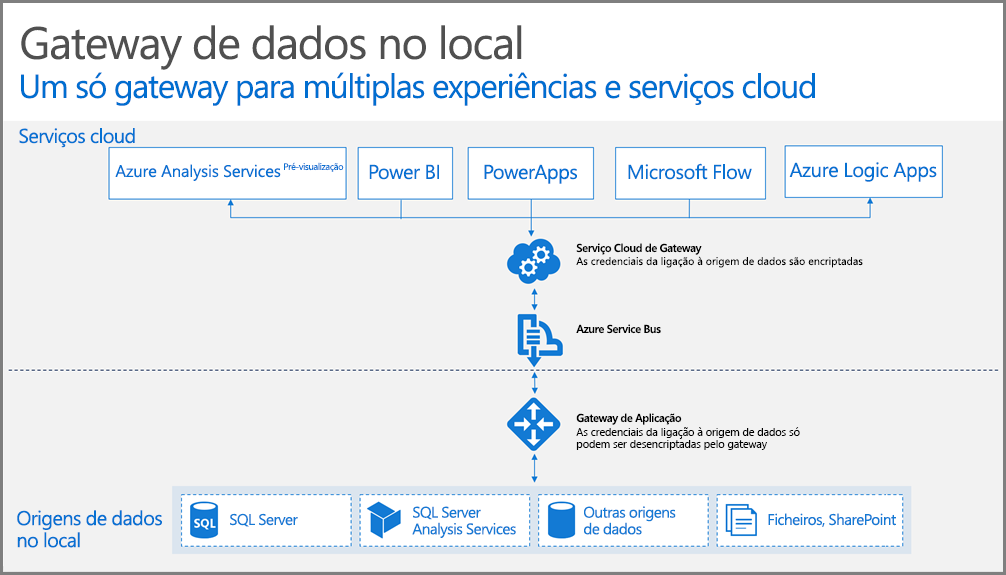 Gateway de dados no local
Um só gateway para múltiplas experiências e serviços cloud
Serviços cloud
Azure Analysis Services Pré-visualização
Power BI
PowerApps
Microsoft Flow
Azure Logic Apps
Serviço Cloud de Gateway
As credenciais da ligação à origem de dados são encriptadas
Azure Service Bus
Gateway de Aplicação
As credenciais da ligação à origem de dados só
podem ser desencriptadas pelo gateway
Origens de dados
no local
SQL
SQL Server
SQL Server
Analysis Services
Outras origens
de dados
Ficheiros, SharePoint